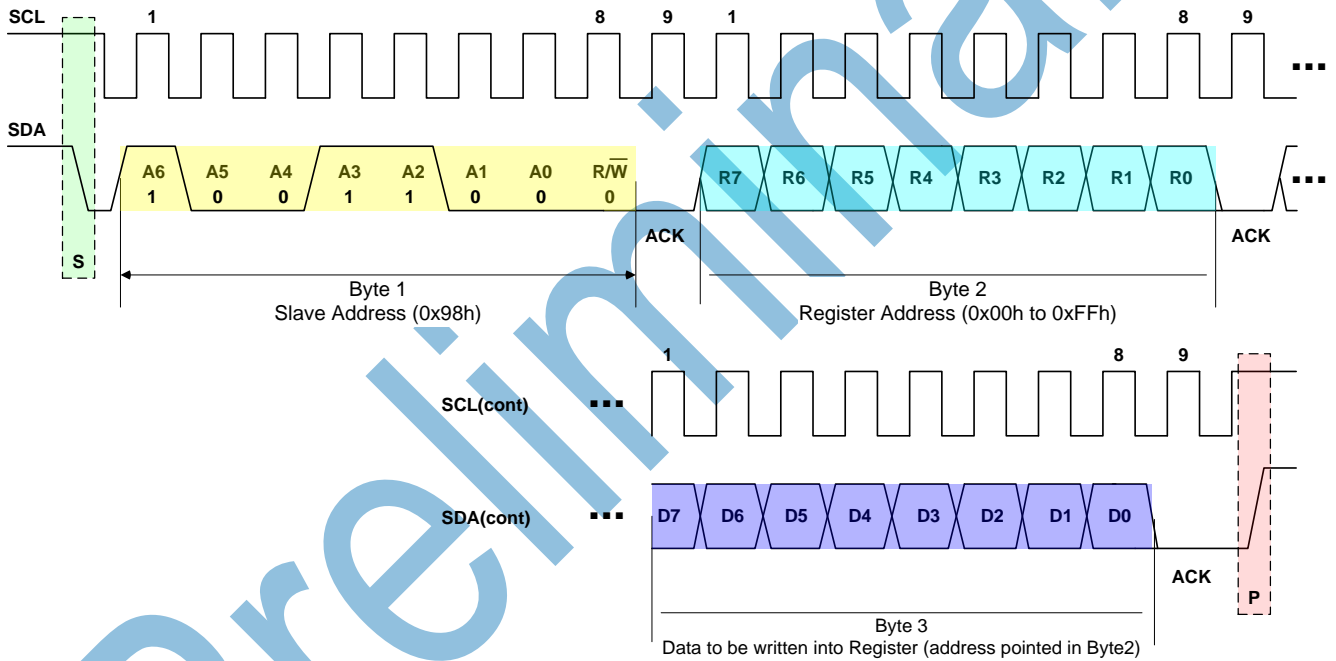 SCL 1 8 9 1 8 9
...
SDA
A6 A5 A4 A3 A2 A1 A0 R/W̅ R7 R6 R5 R4 R3 R2 R1 R0
...
1 0 0 1 1 0 0 0
ACK ACK
S
Byte 1 Byte 2
Slave Address (0x98h) Register Address (0x00h to 0xFFh)
1 8 9
SCL(cont) ...
SDA(cont) ... D7 D6 D5 D4 D3 D2 D1 D0
ACK
P
Byte 3
Data to be written into Register (address pointed in Byte2)